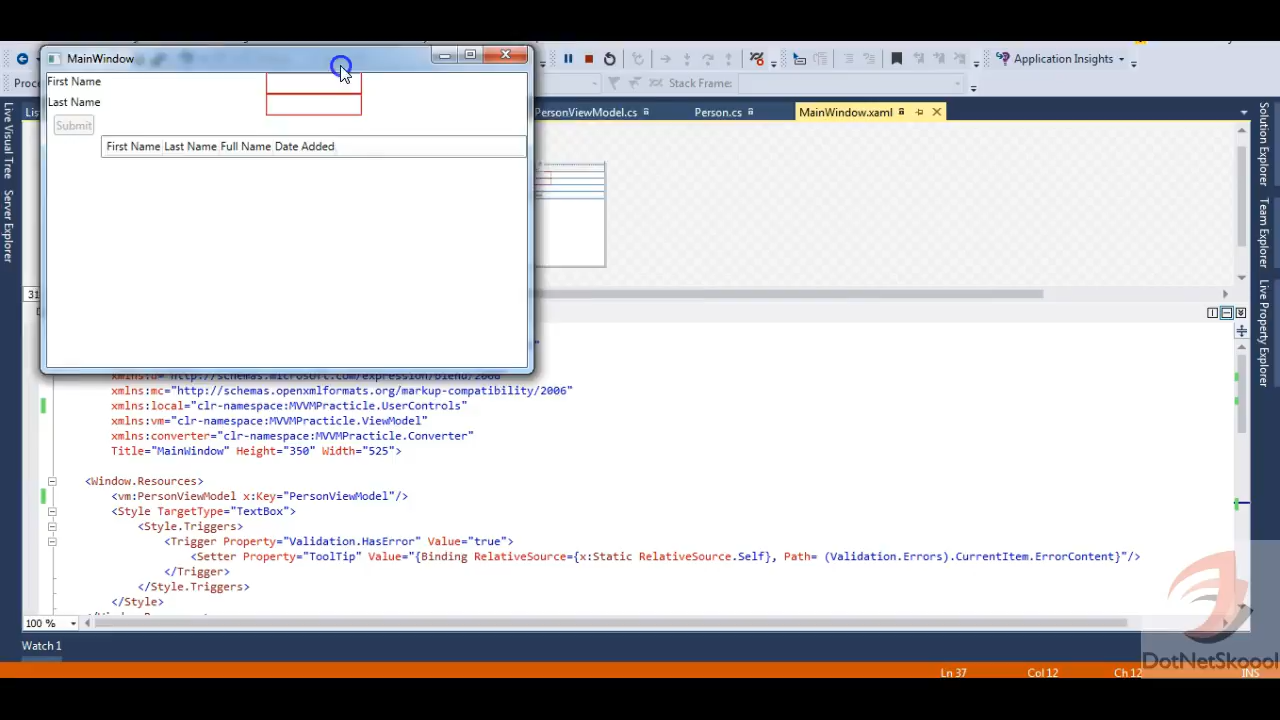 MainWindow
Application Insights
Stack Frame:
First Name
Last Name
Submit
First Name Last Name Full Name Date Added
PersonViewModel.cs
Person.cs
MainWindow.xaml
Live Visual Tree
Server Explorer
Solution Explorer
Team Explorer
Live Property Explorer
xmlns:mc="http://schemas.openxmlformats.org/markup-compatibility/2006"
xmlns:local="clr-namespace:MVVMPracticle.UserControls"
xmlns:vm="clr-namespace:MVVMPracticle.ViewModel"
xmlns:converter="clr-namespace:MVVMPracticle.Converter"
Title="MainWindow" Height="350" Width="525">
<Window.Resources>
<vm:PersonViewModel x:Key="PersonViewModel"/>
<Style TargetType="TextBox">
<Style.Triggers>
<Trigger Property="Validation.HasError" Value="true">
<Setter Property="ToolTip" Value="{Binding RelativeSource={x:Static RelativeSource.Self}, Path= (Validation.Errors).CurrentItem.ErrorContent}"/>
</Trigger>
</Style.Triggers>
</Style>
100 %
Watch 1
DotNetSkoool
Ln 37
Col 12
Ch 12
INS